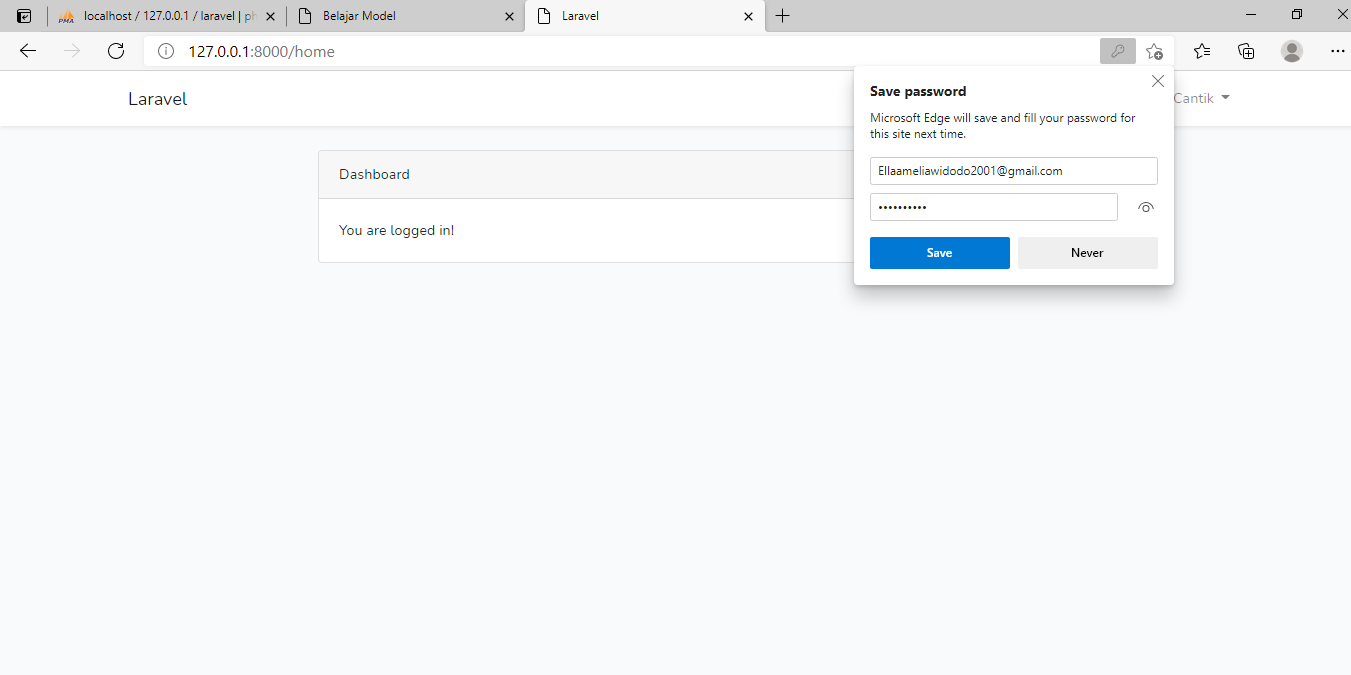 localhost / 127.0.0.1 / laravel | ph
Belajar Model
Laravel
127.0.0.1:8000/home
Laravel
Cantik
Save password
Microsoft Edge will save and fill your password for
this site next time.
Ellaameliawidodo2001@gmail.com
••••••••••
Save
Never
Dashboard
You are logged in!